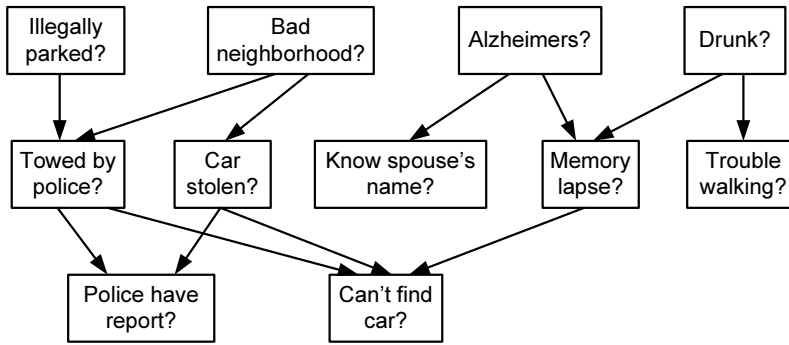 Illegally
parked?
Bad
neighborhood?
Alzheimers?
Drunk?
Towed by
police?
Car
stolen?
Know spouse's
name?
Memory
lapse?
Trouble
walking?
Police have
report?
Can't find
car?